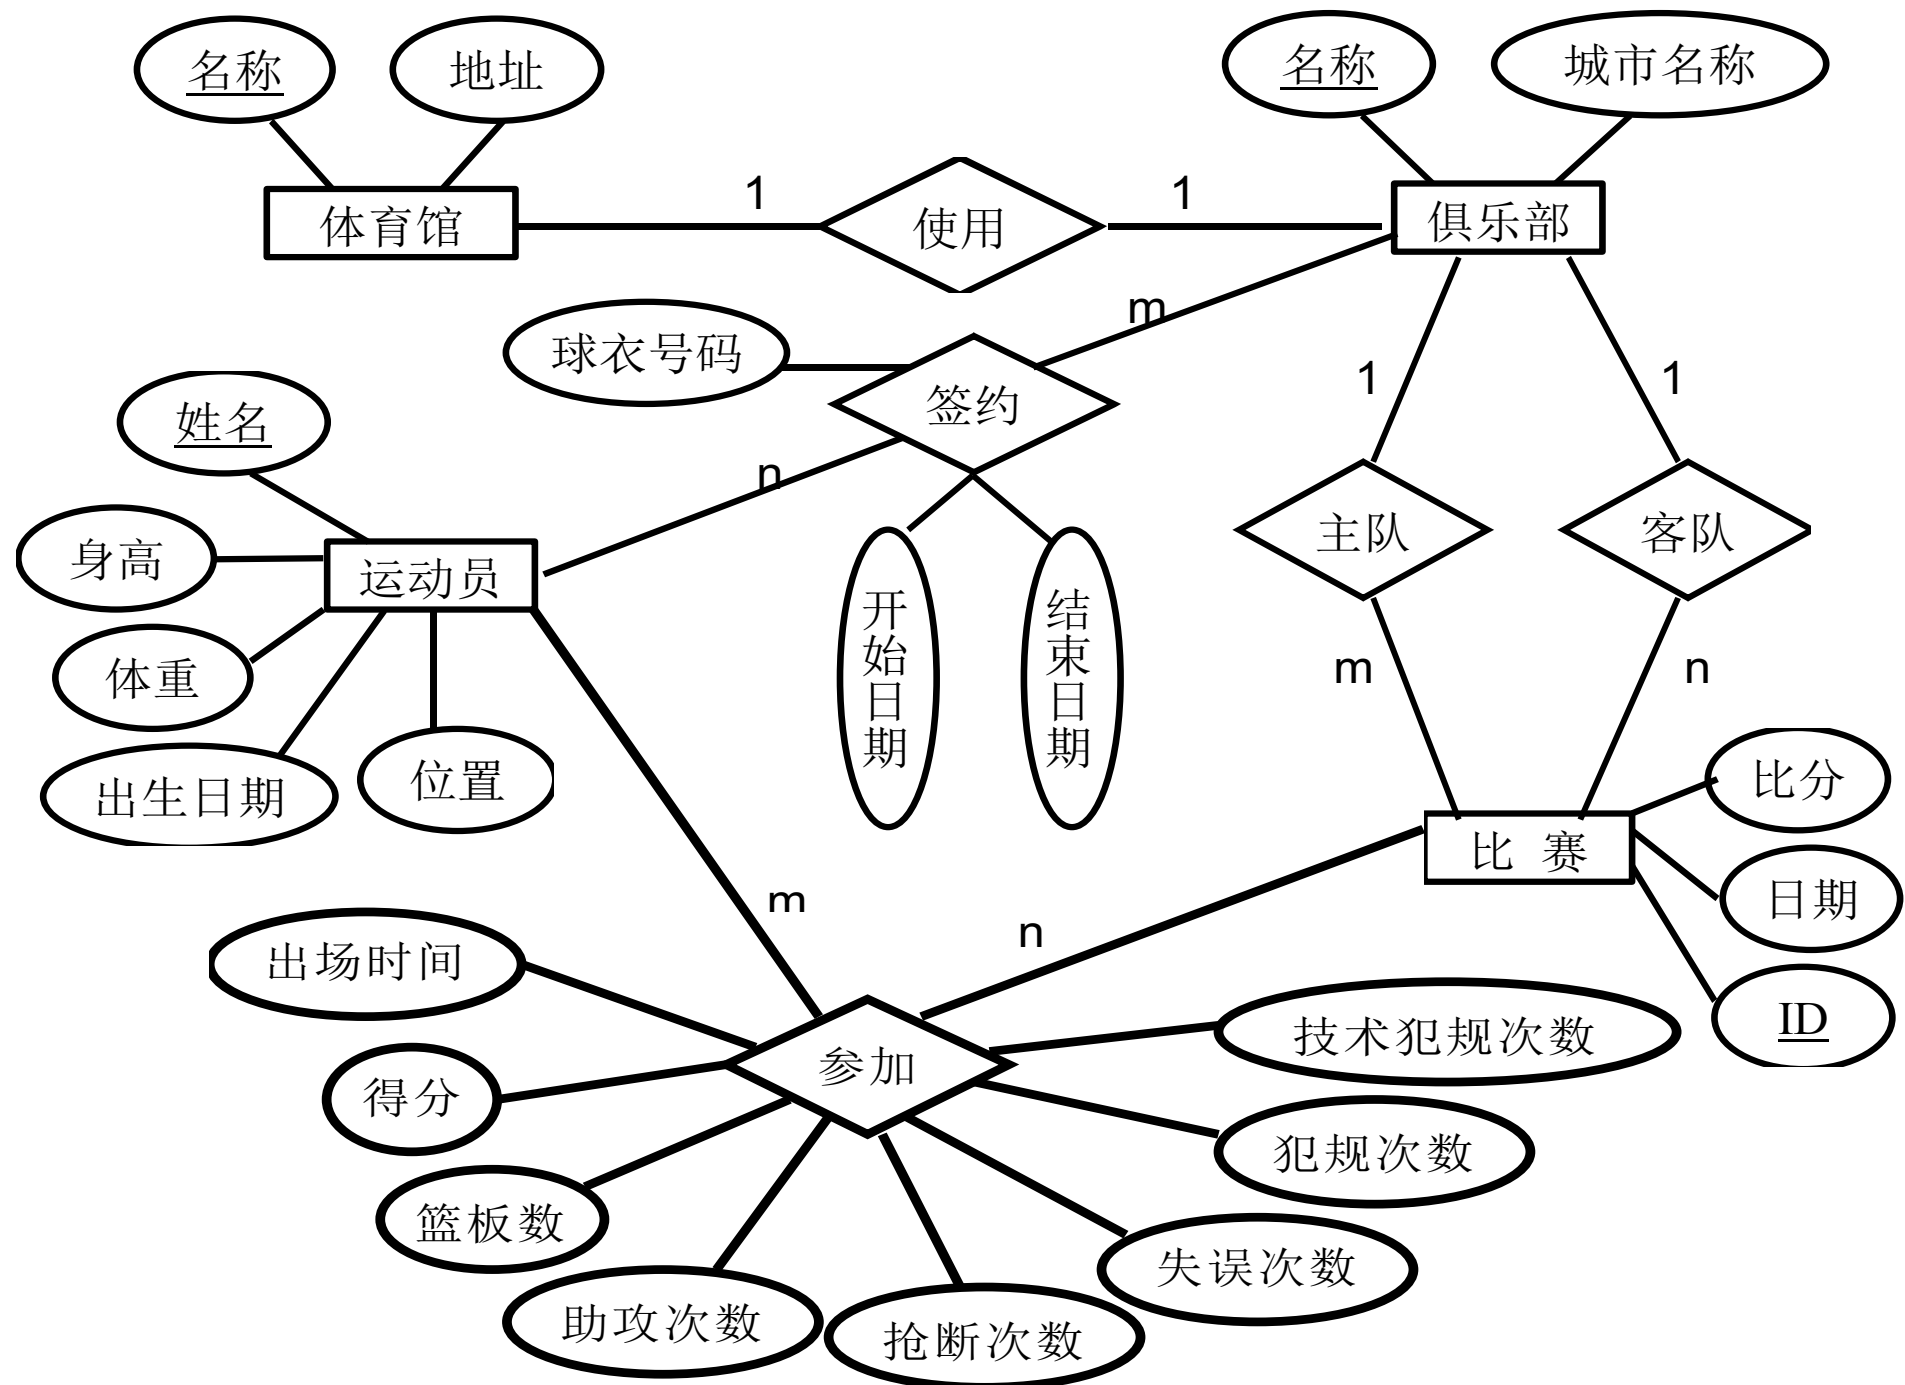 名称
地址
名称
城市名称
体育馆
1
使用
1
俱乐部
m
球衣号码
签约
1
1
姓名
n
主队
客队
身高
运动员
开始日期
结束日期
体重
m
n
出生日期
位置
比分
比 赛
日期
m
n
出场时间
ID
技术犯规次数
参加
得分
犯规次数
篮板数
失误次数
助攻次数
抢断次数